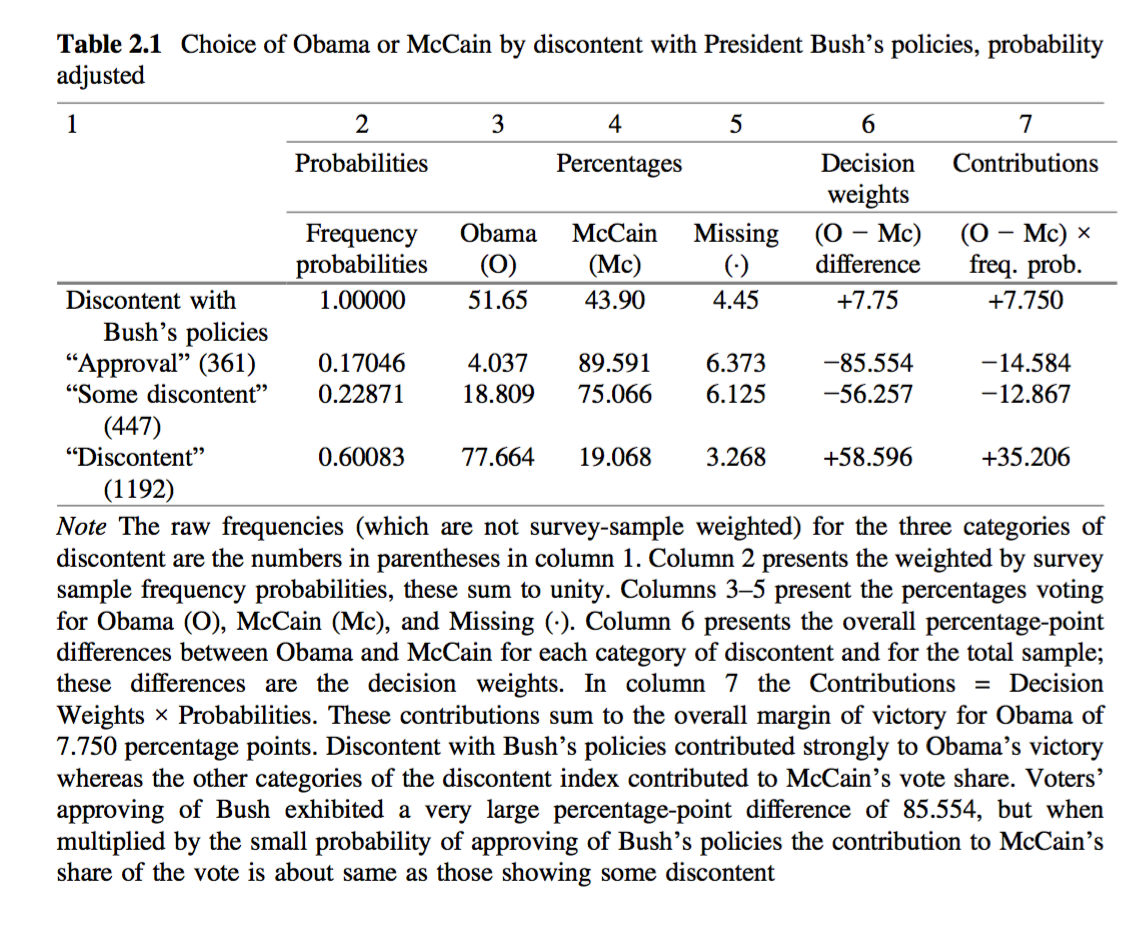 Table 2.1 Choice of Obama or McCain by discontent with President Bush's policies, probability
adjusted
1 2 3 4 5 6 7
Probabilities Percentages Decision weights Contributions
Frequency probabilities Obama (O) McCain (Mc) Missing (·) (O − Mc) difference (O − Mc) × freq. prob.
Discontent with Bush's policies 1.00000 51.65 43.90 4.45 +7.75 +7.750
“Approval” (361) 0.17046 4.037 89.591 6.373 −85.554 −14.584
“Some discontent” (447) 0.22871 18.809 75.066 6.125 −56.257 −12.867
“Discontent” (1192) 0.60083 77.664 19.068 3.268 +58.596 +35.206
Note The raw frequencies (which are not survey-sample weighted) for the three categories of
discontent are the numbers in parentheses in column 1. Column 2 presents the weighted by survey
sample frequency probabilities, these sum to unity. Columns 3–5 present the percentages voting
for Obama (O), McCain (Mc), and Missing (·). Column 6 presents the overall percentage-point
differences between Obama and McCain for each category of discontent and for the total sample;
these differences are the decision weights. In column 7 the Contributions = Decision
Weights × Probabilities. These contributions sum to the overall margin of victory for Obama of
7.750 percentage points. Discontent with Bush's policies contributed strongly to Obama's victory
whereas the other categories of the discontent index contributed to McCain's vote share. Voters'
approving of Bush exhibited a very large percentage-point difference of 85.554, but when
multiplied by the small probability of approving of Bush's policies the contribution to McCain's
share of the vote is about same as those showing some discontent